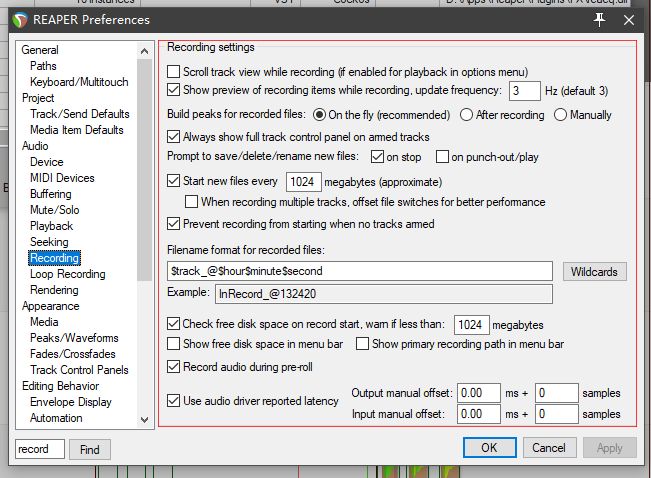 REAPER Preferences
General
Paths
Keyboard/Multitouch
Project
Track/Send Defaults
Media Item Defaults
Audio
Device
MIDI Devices
Buffering
Mute/Solo
Playback
Seeking
Recording
Loop Recording
Rendering
Appearance
Media
Peaks/Waveforms
Fades/Crossfades
Track Control Panels
Editing Behavior
Envelope Display
Automation
record
Find
Recording settings
Scroll track view while recording (if enabled for playback in options menu)
Show preview of recording items while recording, update frequency: 3 Hz (default 3)
Build peaks for recorded files: On the fly (recommended) After recording Manually
Always show full track control panel on armed tracks
Prompt to save/delete/rename new files: on stop on punch-out/play
Start new files every 1024 megabytes (approximate)
When recording multiple tracks, offset file switches for better performance
Prevent recording from starting when no tracks armed
Filename format for recorded files:
$track_@$hour$minute$second Wildcards
Example: InRecord_@132420
Check free disk space on record start, warn if less than: 1024 megabytes
Show free disk space in menu bar Show primary recording path in menu bar
Record audio during pre-roll
Use audio driver reported latency
Output manual offset: 0.00 ms + 0 samples
Input manual offset: 0.00 ms + 0 samples
OK Cancel Apply